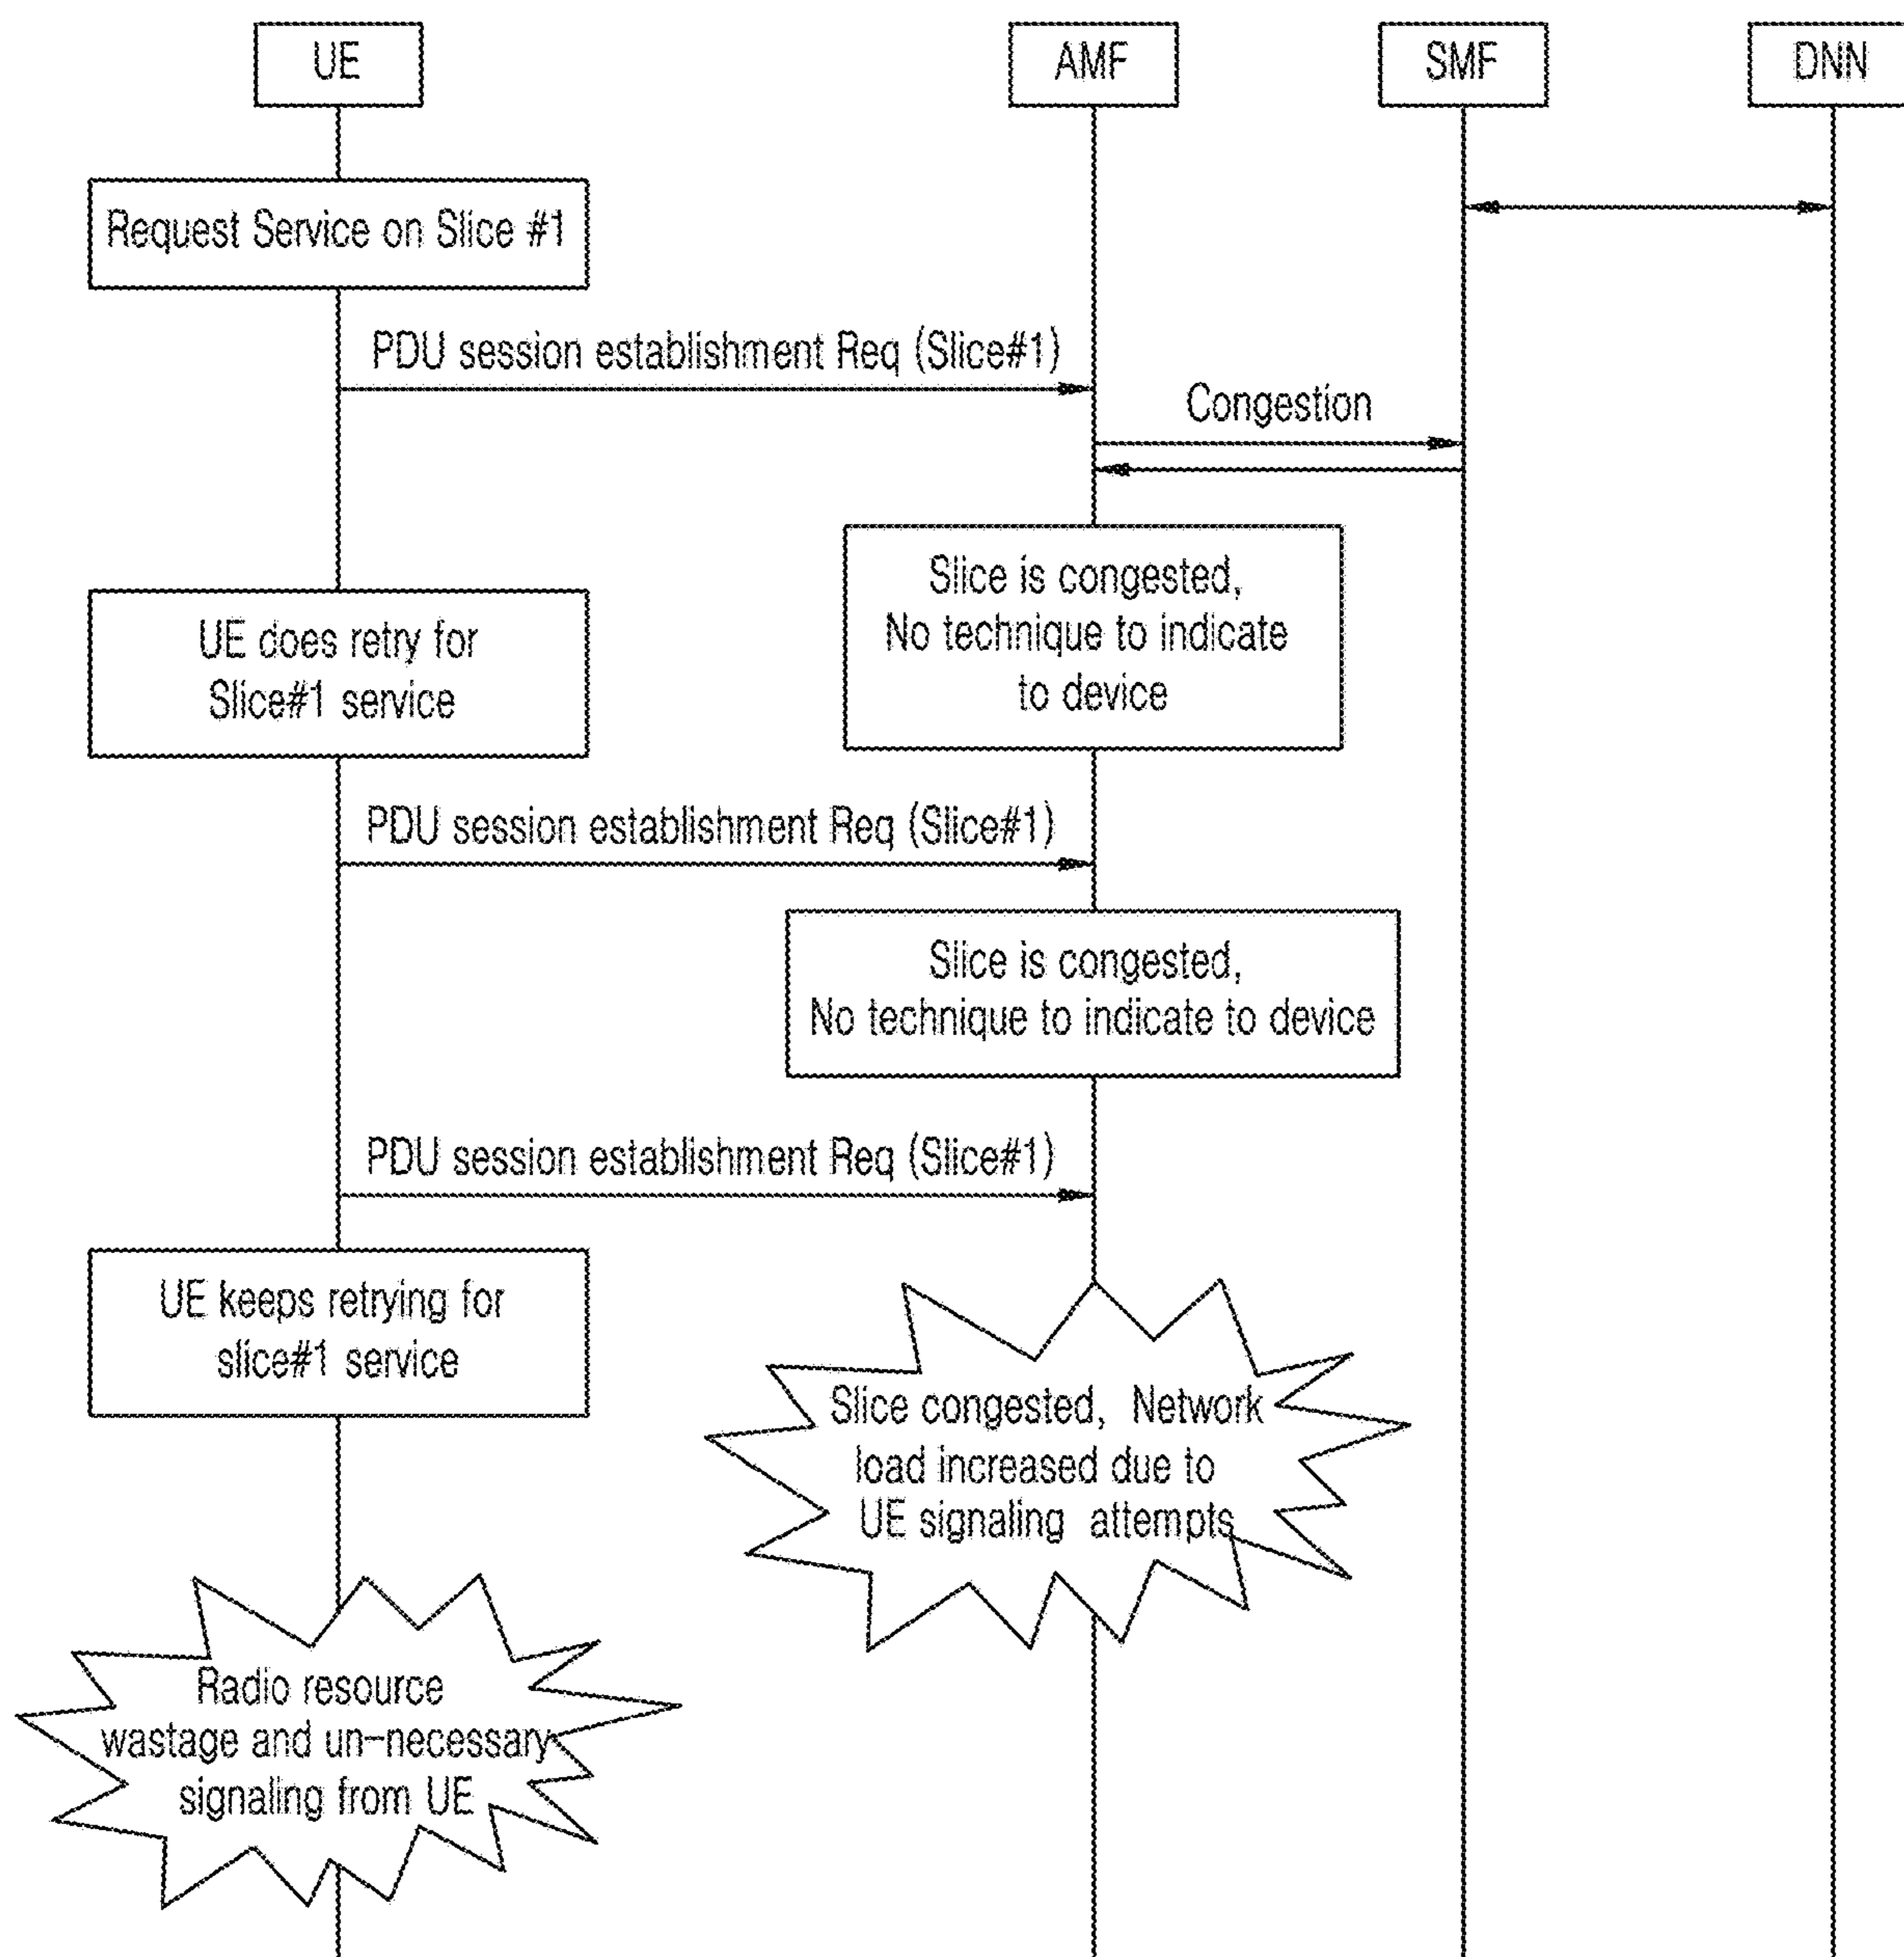 UE
AMF
SMF
DNN
Request Service on Slice #1
PDU session establishment Req (Slice#1)
Congestion
Slice is congested,
No technique to indicate
to device
UE does retry for
Slice#1 service
PDU session establishment Req (Slice#1)
Slice is congested,
No technique to indicate to device
PDU session establishment Req (Slice#1)
UE keeps retrying for
slice#1 service
Slice congested, Network
load increased due to
UE signaling attempts
Radio resource
wastage and un-necessary
signaling from UE